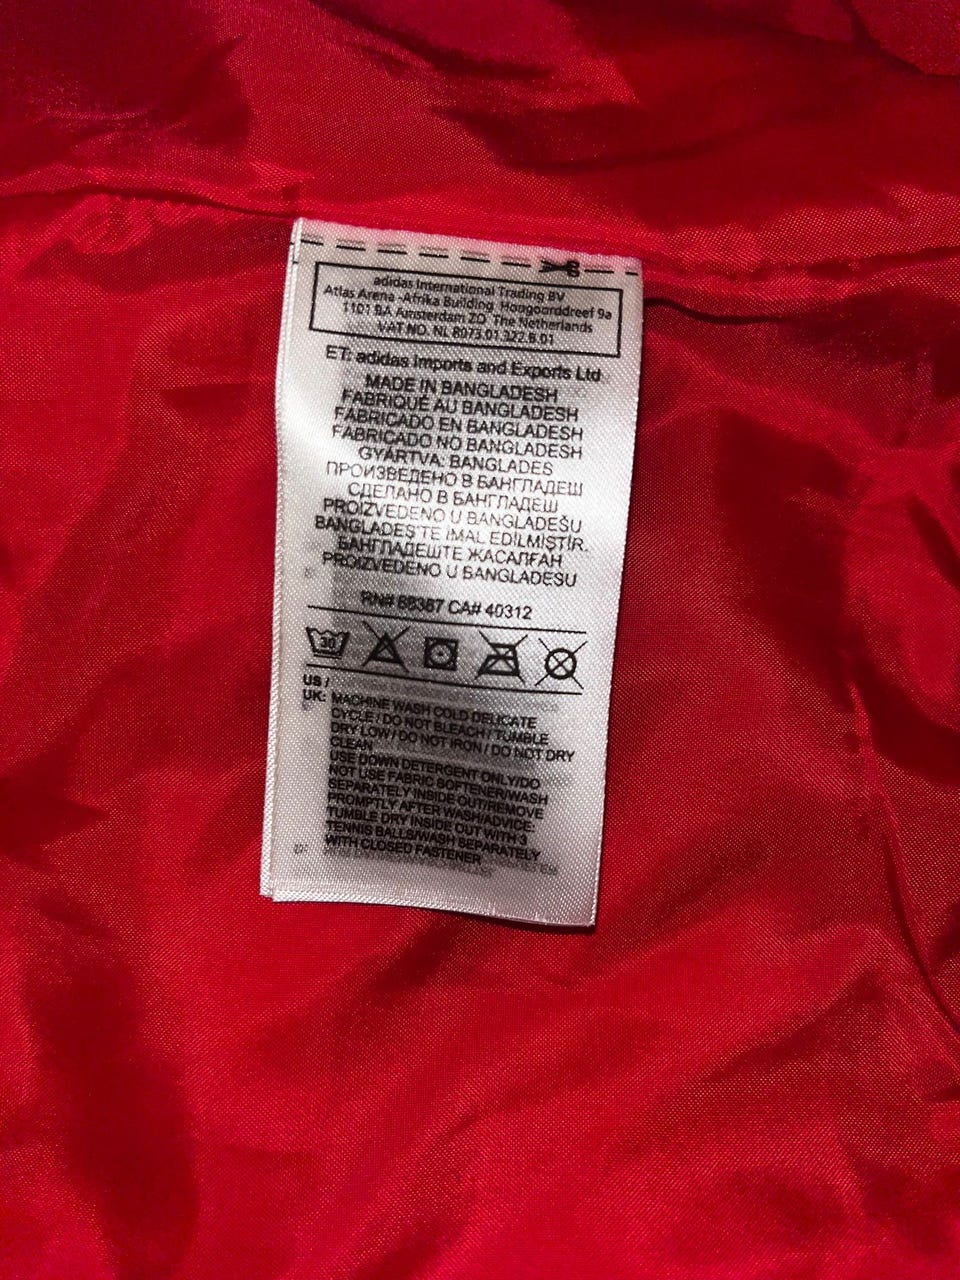 adidas International Trading BV
Atlas Arena -Afrika Building, Hoogoorddreef 9a
1101 BA Amsterdam ZO The Netherlands
VAT NO. NL 8073.01.322.B.01
ET: adidas Imports and Exports Ltd.
MADE IN BANGLADESH
FABRIQUÉ AU BANGLADESH
FABRICADO EN BANGLADESH
FABRICADO NO BANGLADESH
GYÁRTVA: BANGLADES
ПРОИЗВЕДЕНО В БАНГЛАДЕШ
СДЕЛАНО В БАНГЛАДЕШ
PROIZVEDENO U BANGLADEŠU
BANGLADEŞ'TE İMAL EDİLMİŞTİR.
БАНГЛАДЕШТЕ ЖАСАЛҒАН
PROIZVEDENO U BANGLADEŠU
RN# 88387 CA# 40312
30
US /
UK: MACHINE WASH COLD DELICATE
CYCLE / DO NOT BLEACH / TUMBLE
DRY LOW / DO NOT IRON / DO NOT DRY
CLEAN
USE DOWN DETERGENT ONLY/DO
NOT USE FABRIC SOFTENER/WASH
SEPARATELY INSIDE OUT/REMOVE
PROMPTLY AFTER WASH/ADVICE:
TUMBLE DRY INSIDE OUT WITH 3
TENNIS BALLS/WASH SEPARATELY
WITH CLOSED FASTENER